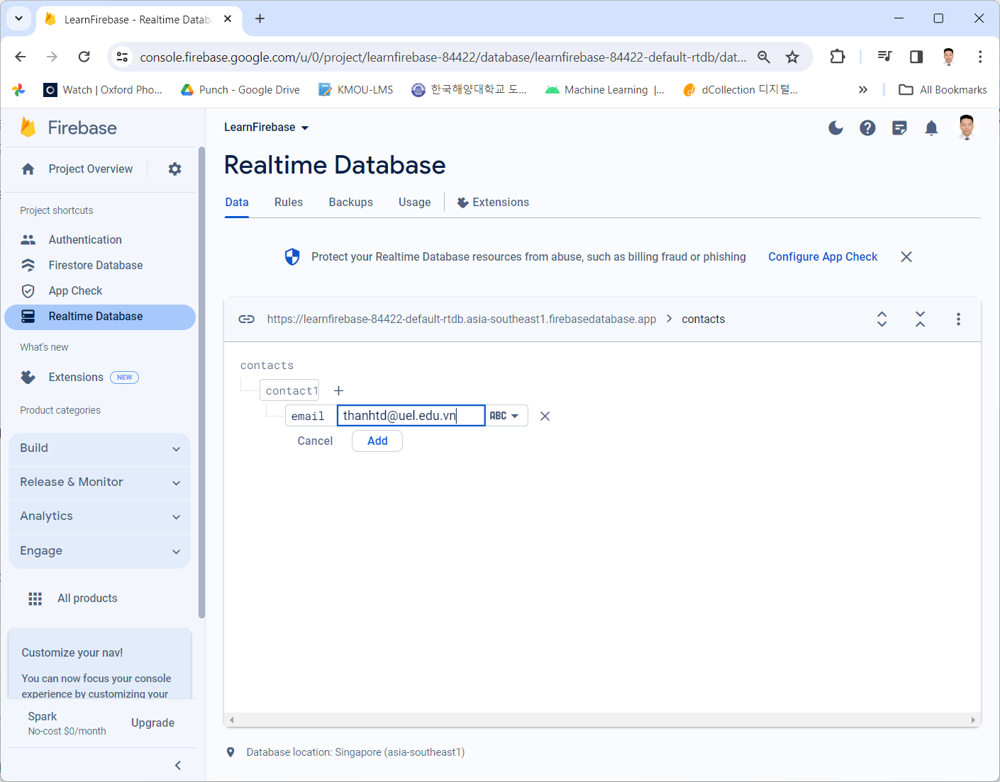 LearnFirebase - Realtime Datab
console.firebase.google.com/u/0/project/learnfirebase-84422/database/learnfirebase-84422-default-rtdb/dat...
Watch | Oxford Pho...
Punch - Google Drive
KMOU-LMS
한국해양대학교 도...
Machine Learning |...
dCollection 디지털...
All Bookmarks
Firebase
LearnFirebase
Project Overview
Realtime Database
Data
Rules
Backups
Usage
Extensions
Project shortcuts
Authentication
Firestore Database
App Check
Realtime Database
What's new
Extensions NEW
Product categories
Build
Release & Monitor
Analytics
Engage
All products
Customize your nav!
You can now focus your console
experience by customizing your
Spark
No-cost $0/month
Upgrade
Protect your Realtime Database resources from abuse, such as billing fraud or phishing
Configure App Check
https://learnfirebase-84422-default-rtdb.asia-southeast1.firebasedatabase.app
contacts
contacts
contact1
email
thanhtd@uel.edu.vn
ABC
Cancel
Add
Database location: Singapore (asia-southeast1)